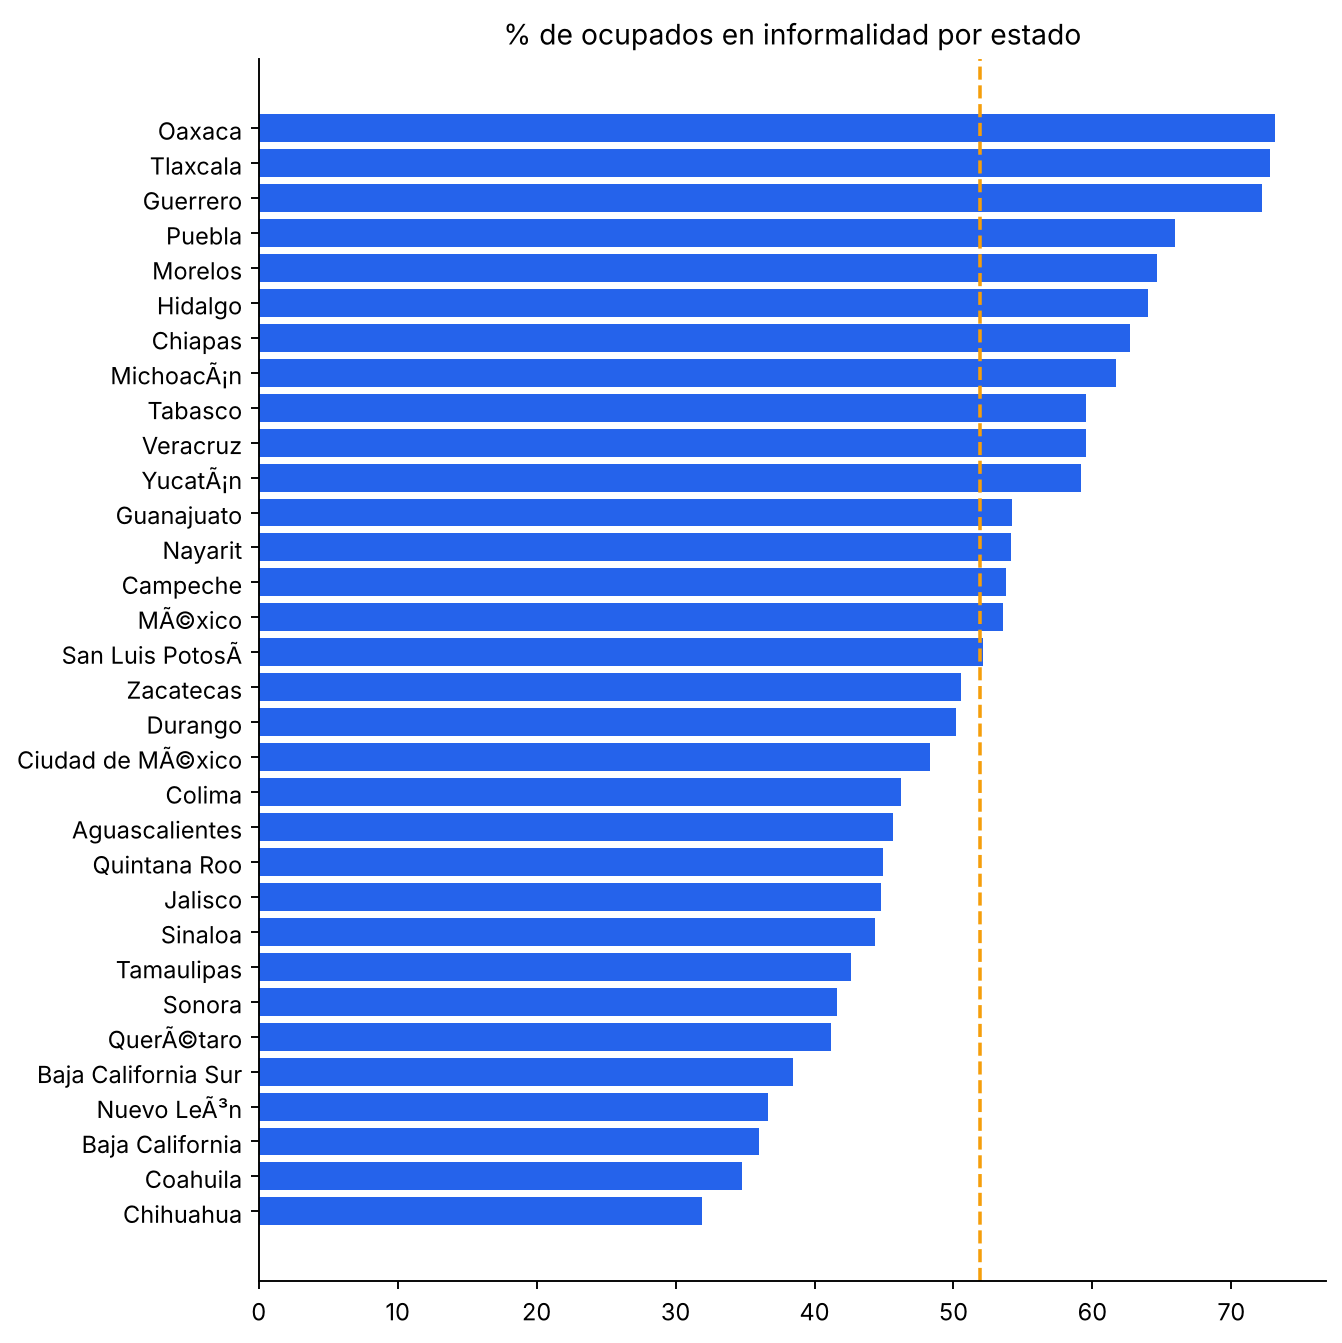 % de ocupados en informalidad por estado
Oaxaca
Tlaxcala
Guerrero
Puebla
Morelos
Hidalgo
Chiapas
MichoacÃ¡n
Tabasco
Veracruz
YucatÃ¡n
Guanajuato
Nayarit
Campeche
MÃ©xico
San Luis PotosÃ
Zacatecas
Durango
Ciudad de MÃ©xico
Colima
Aguascalientes
Quintana Roo
Jalisco
Sinaloa
Tamaulipas
Sonora
QuerÃ©taro
Baja California Sur
Nuevo LeÃ³n
Baja California
Coahuila
Chihuahua
0 10 20 30 40 50 60 70